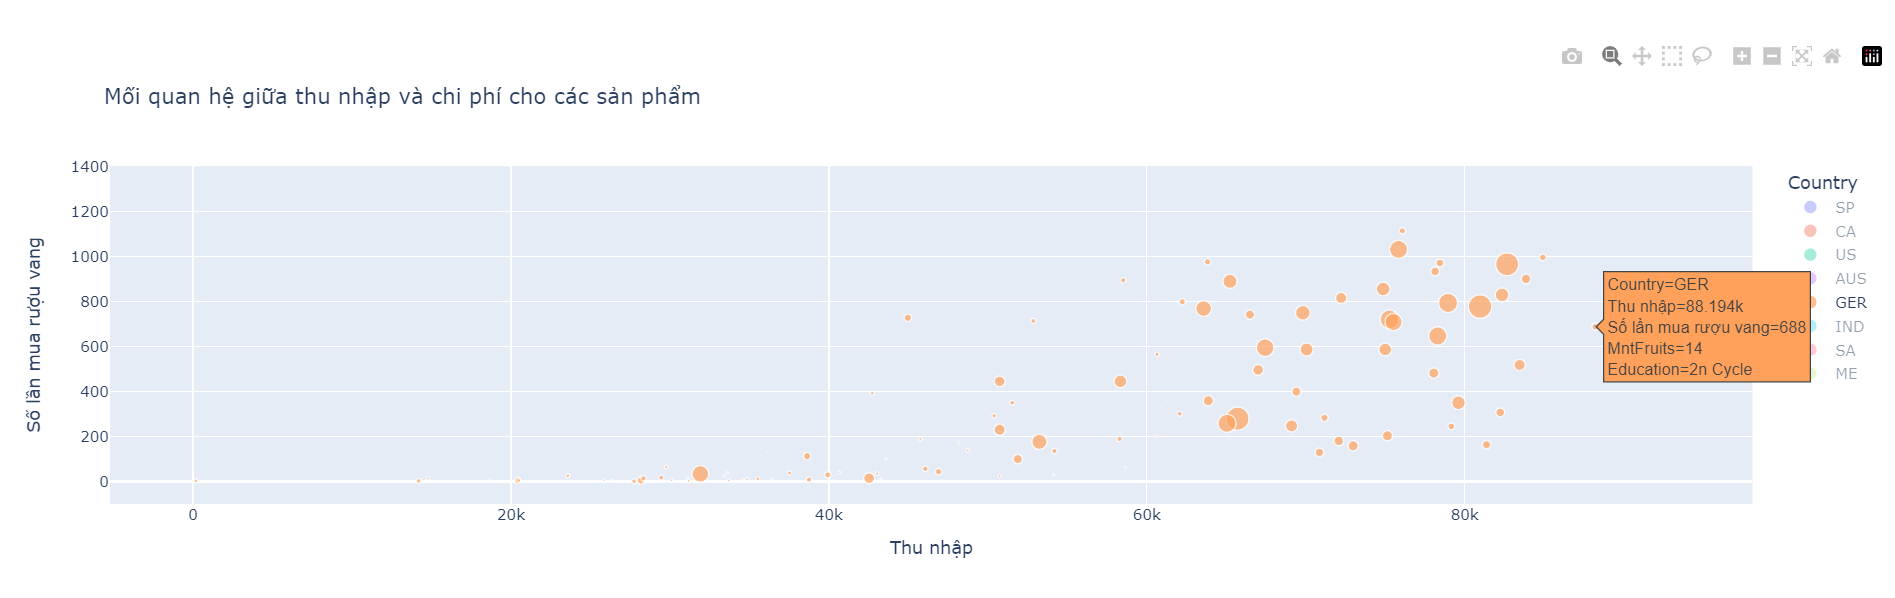 Mối quan hệ giữa thu nhập và chi phí cho các sản phẩm
1400
1200
1000
800
600
400
200
0
Số lần mua rượu vang
0
20k
40k
60k
80k
Thu nhập
Country
SP
CA
US
AUS
GER
IND
SA
ME
Country=GER
Thu nhập=88.194k
Số lần mua rượu vang=688
MntFruits=14
Education=2n Cycle